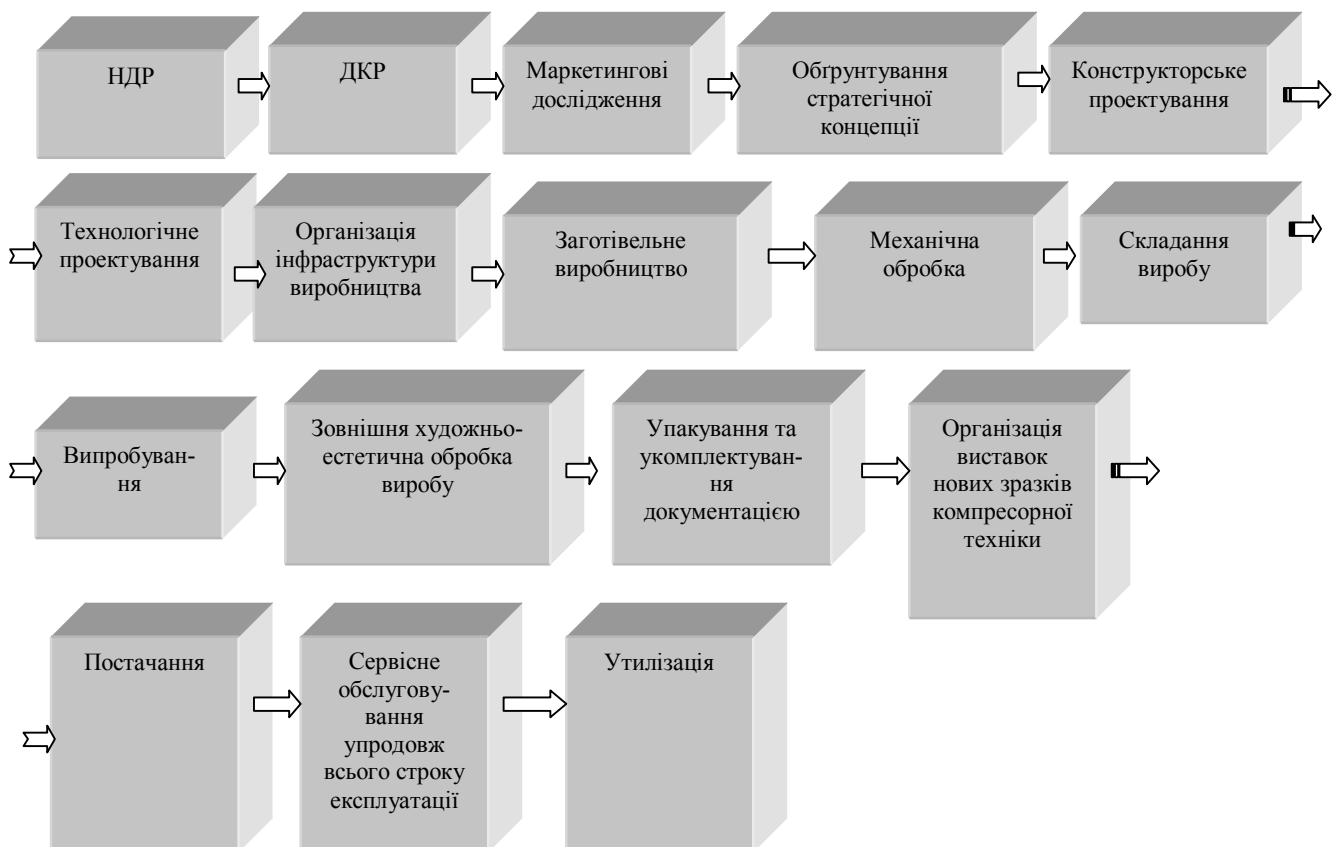 НДР
ДКР
Маркетингові
дослідження
Обґрунтування
стратегічної
концепції
Конструкторське
проектування
Технологічне
проектування
Організація
інфраструктури
виробництва
Заготівельне
виробництво
Механічна
обробка
Складання
виробу
Випробуван-
ня
Зовнішня художньо-
естетична обробка
виробу
Упакування та
укомплектуван-
ня
документацією
Організація
виставок
нових зразків
компресорної
техніки
Постачання
Сервісне
обслугову-
вання
упродовж
всього строку
експлуатації
Утилізація